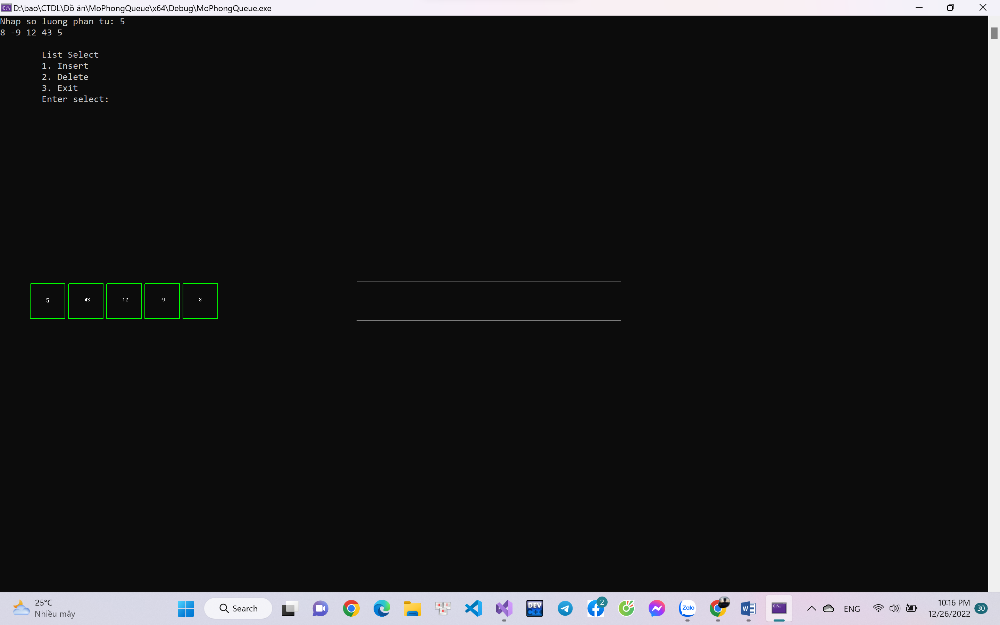 D:\bao\CTDL\Đồ án\MoPhongQueue\x64\Debug\MoPhongQueue.exe
Nhap so luong phan tu: 5
8 -9 12 43 5
List Select
1. Insert
2. Delete
3. Exit
Enter select:
5 43 12 -9 8
25°C
Nhiều mây
Search
DEV
C++
2
Zalo
W
ENG
10:16 PM
12/26/2022
30